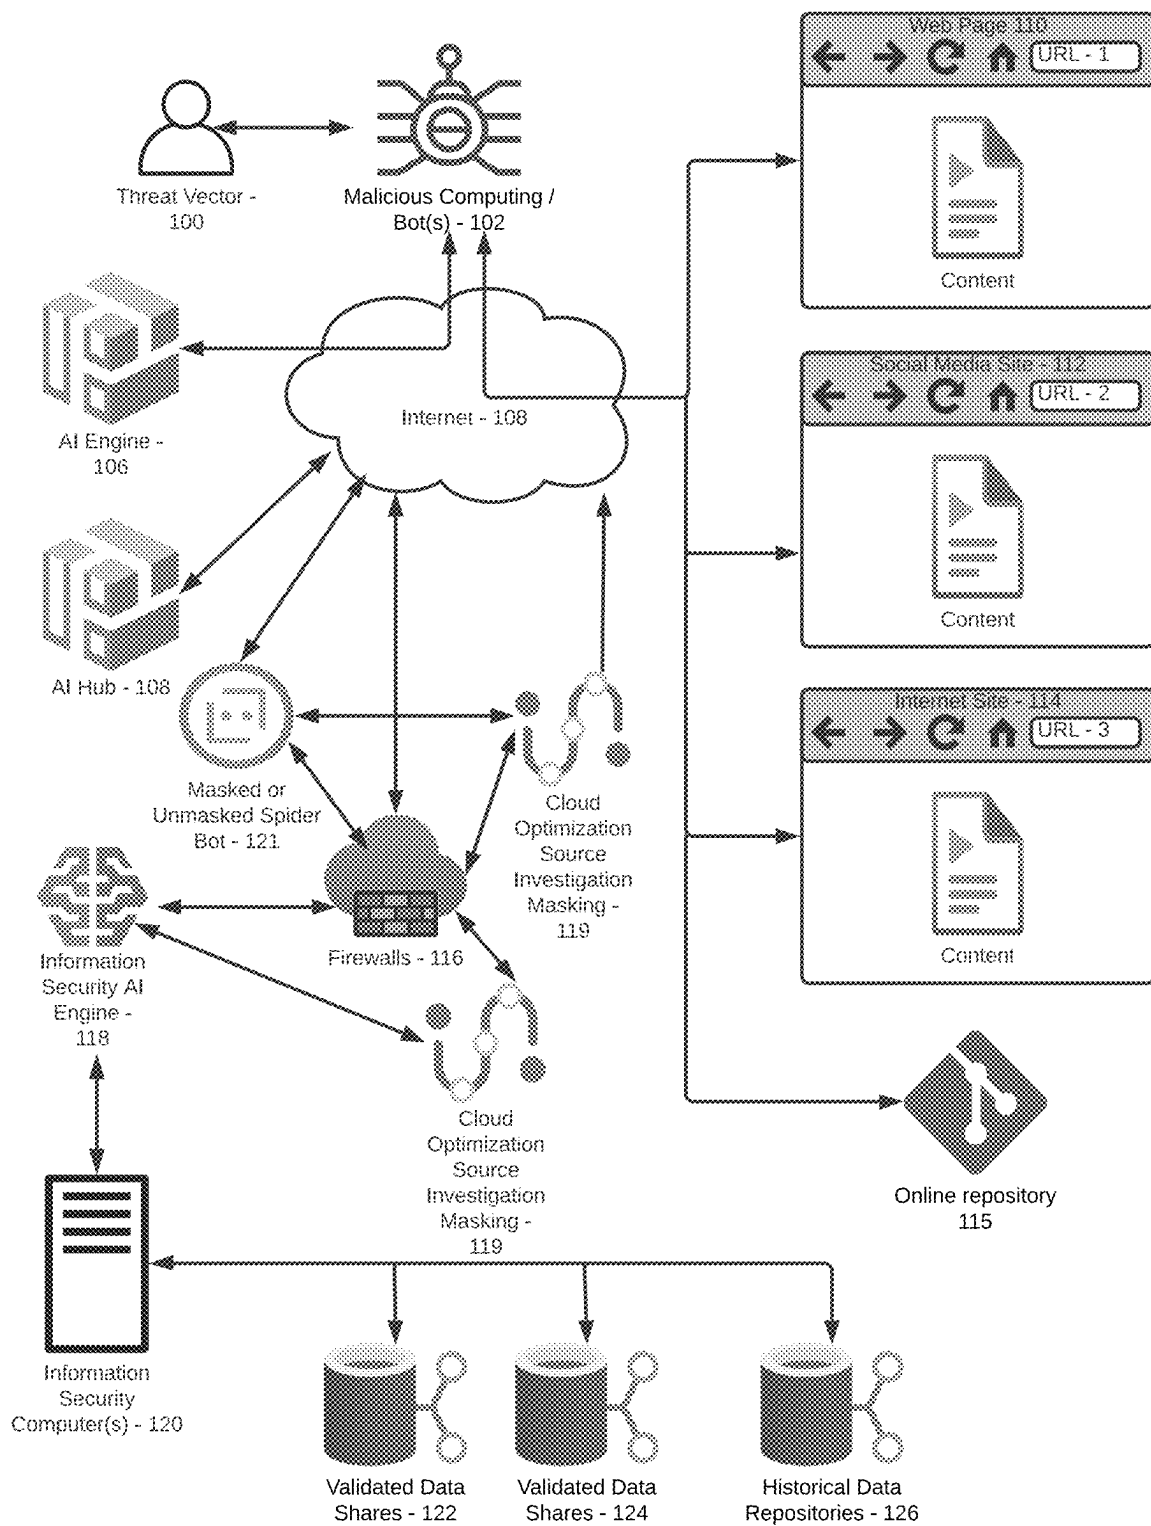 Web Page 110
URL - 1
Content
Threat Vector -
100
Malicious Computing /
Bot(s) - 102
AI Engine -
106
Internet - 108
Social Media Site - 112
URL - 2
Content
AI Hub - 108
Masked or
Unmasked Spider
Bot - 121
Cloud
Optimization
Source
Investigation
Masking -
119
Internet Site - 114
URL - 3
Content
Information
Security AI
Engine -
118
Firewalls - 116
Cloud
Optimization
Source
Investigation
Masking -
119
Online repository
115
Information
Security
Computer(s) - 120
Validated Data
Shares - 122
Validated Data
Shares - 124
Historical Data
Repositories - 126